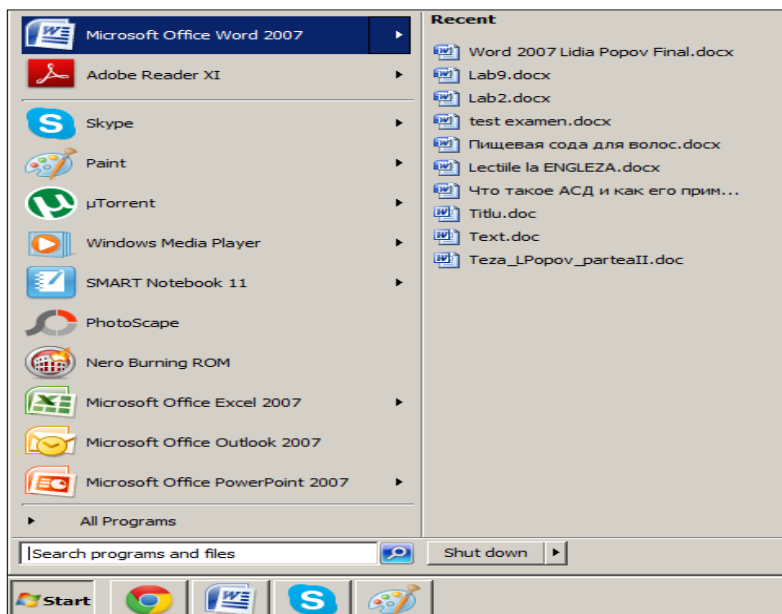 Microsoft Office Word 2007
Adobe Reader XI
Skype
Paint
µTorrent
Windows Media Player
SMART Notebook 11
PhotoScape
Nero Burning ROM
Microsoft Office Excel 2007
Microsoft Office Outlook 2007
Microsoft Office PowerPoint 2007
All Programs
Search programs and files
Recent
Word 2007 Lidia Popov Final.docx
Lab9.docx
Lab2.docx
test examen.docx
Пищевая сода для волос.docx
Lectiile la ENGLEZA.docx
Что такое АСД и как его прим...
Titlu.doc
Text.doc
Teza_LPopov_parteaII.doc
Shut down
Start